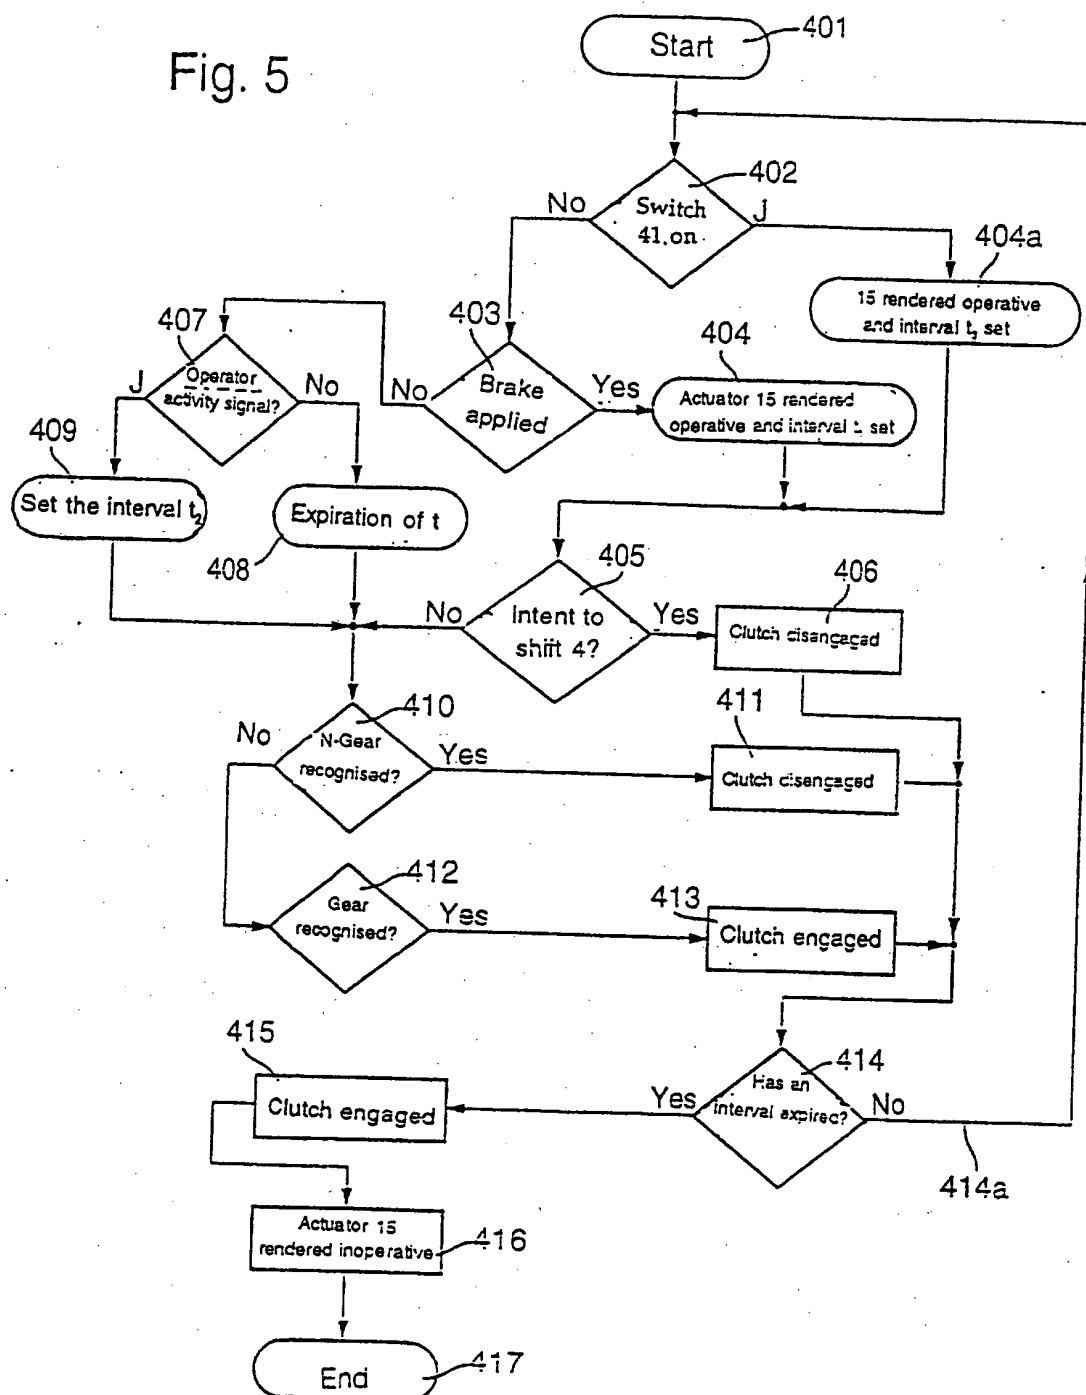 Fig. 5
Start
401
402
No
Switch
41.on
J
404a
15 rendered operative
and interval t, set
403
407
404
Operator
activity signal?
J
No
No
Brake
applied
Yes
Actuator 15 rendered
operative and interval t. set
409
Set the interval t2
Expiration of t
408
405
406
No
Intent to
shift 4?
Yes
Clutch disengaged
410
411
No
N-Gear
recognised?
Yes
Clutch disengaged
412
413
Gear
recognised?
Yes
Clutch engaged
415
414
Clutch engaged
Yes
Has an
interval expired?
No
414a
Actuator 15
rendered inoperative
416
End
417